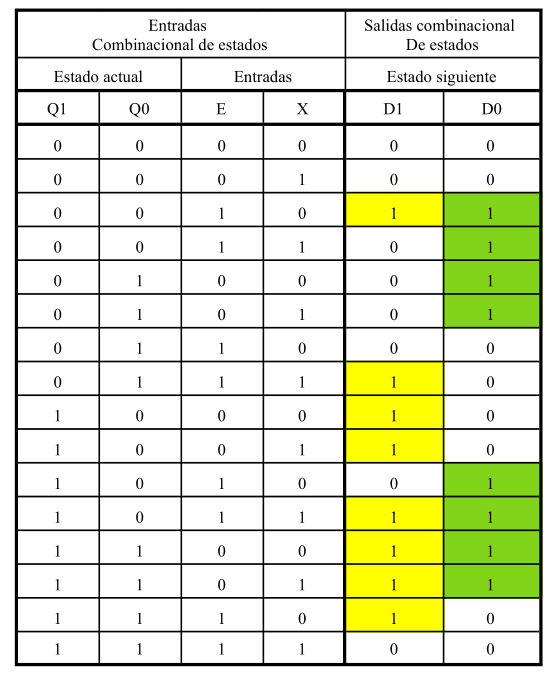 Entradas
Combinacional de estados
Salidas combinacional
De estados
Estado actual Entradas Estado siguiente
Q1 Q0 E X D1 D0
0 0 0 0 0 0
0 0 0 1 0 0
0 0 1 0 1 1
0 0 1 1 0 1
0 1 0 0 0 1
0 1 0 1 0 1
0 1 1 0 0 0
0 1 1 1 1 0
1 0 0 0 1 0
1 0 0 1 1 0
1 0 1 0 0 1
1 0 1 1 1 1
1 1 0 0 1 1
1 1 0 1 1 1
1 1 1 0 1 0
1 1 1 1 0 0